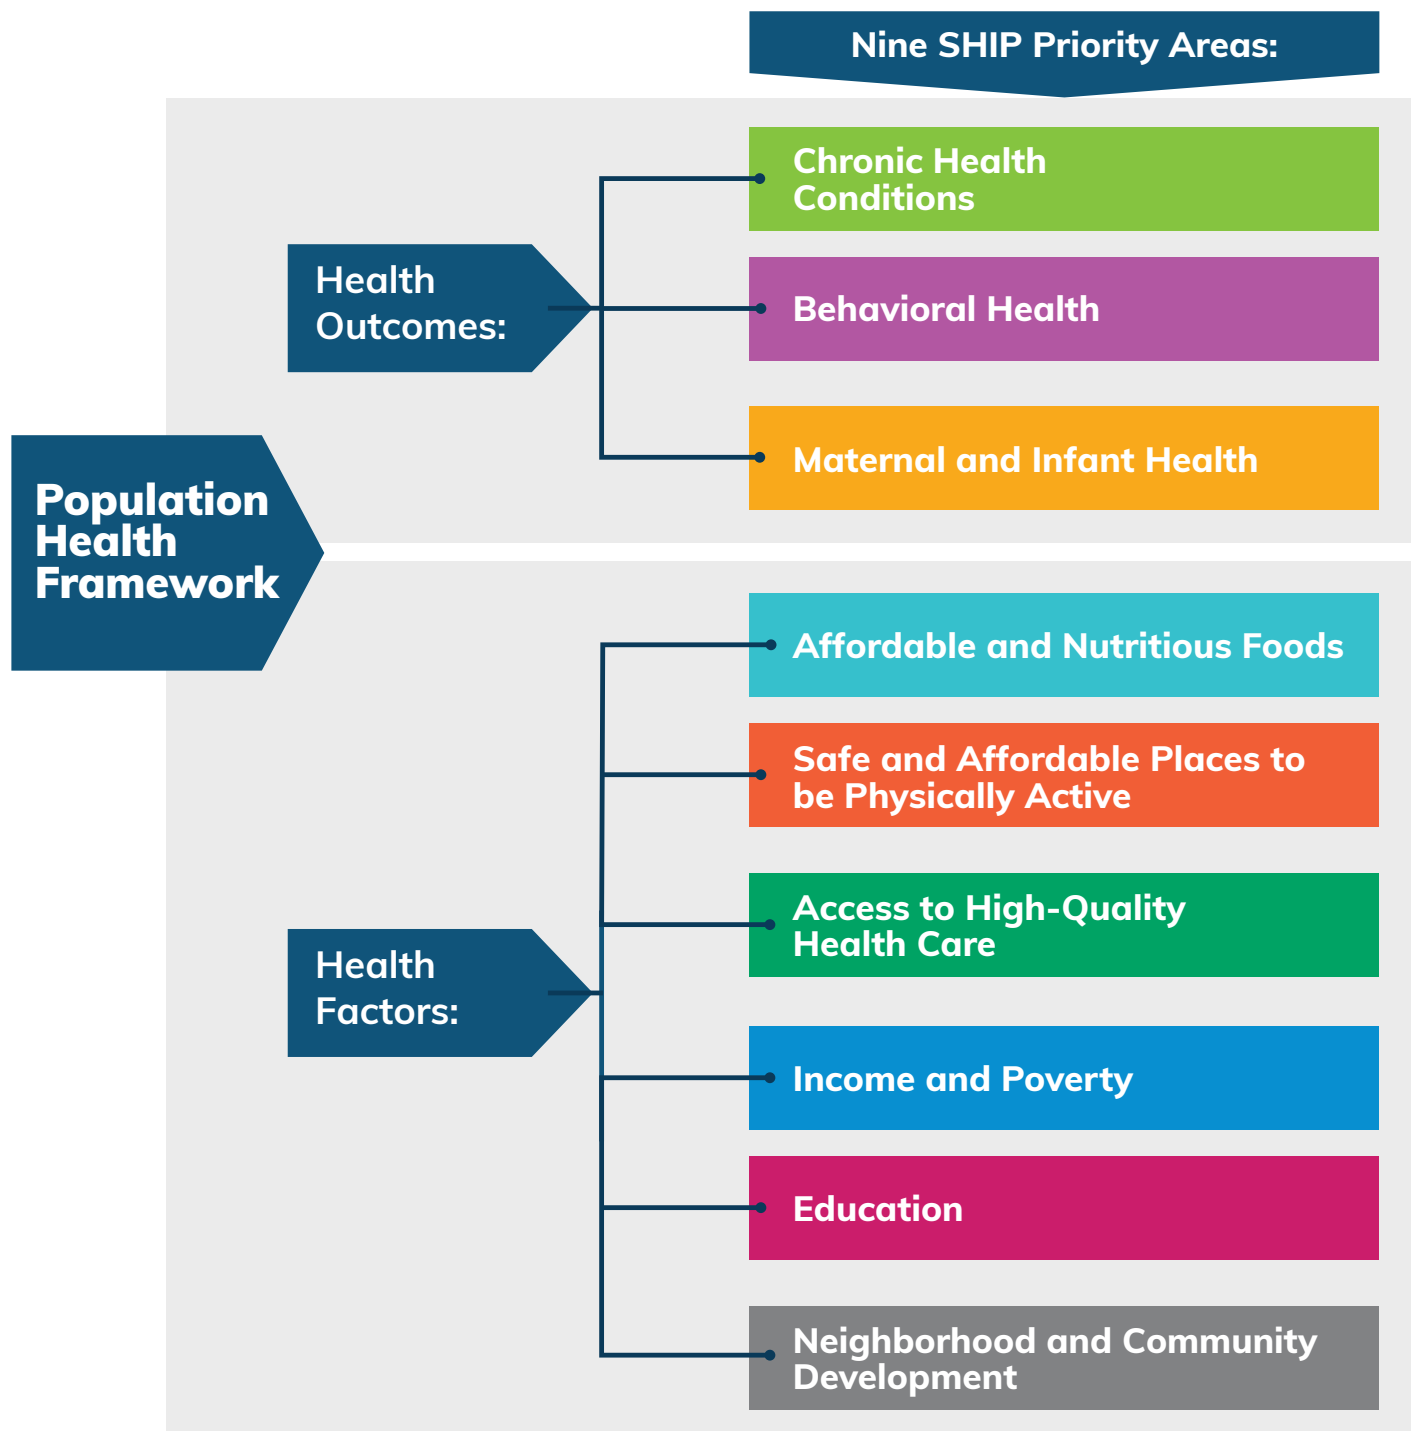 Nine SHIP Priority Areas:
Population
Health
Framework
Health
Outcomes:
Chronic Health
Conditions
Behavioral Health
Maternal and Infant Health
Health
Factors:
Affordable and Nutritious Foods
Safe and Affordable Places to
be Physically Active
Access to High-Quality
Health Care
Income and Poverty
Education
Neighborhood and Community
Development